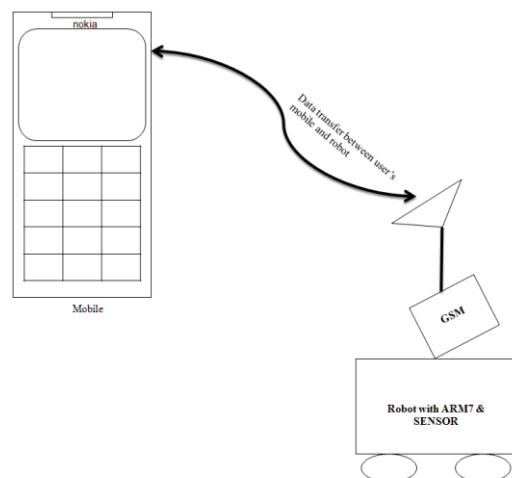 nokia
Data transfer between user's
mobile and robot
Mobile
GSM
Robot with ARM7 &
SENSOR